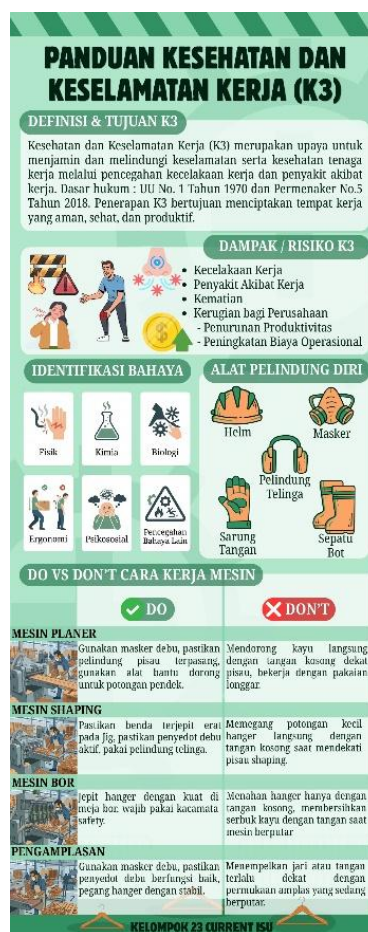 PANDUAN KESEHATAN DAN
KESELAMATAN KERJA (K3)
DEFINISI & TUJUAN K3
Kesehatan dan Keselamatan Kerja (K3) merupakan upaya untuk
menjamin dan melindungi keselamatan serta kesehatan tenaga
kerja melalui pencegahan kecelakaan kerja dan penyakit akibat
kerja. Dasar hukum : UU No. 1 Tahun 1970 dan Permenaker No.5
Tahun 2018. Penerapan K3 bertujuan menciptakan tempat kerja
yang aman, sehat, dan produktif.
DAMPAK / RISIKO K3
• Kecelakaan Kerja
• Penyakit Akibat Kerja
• Kematian
• Kerugian bagi Perusahaan
- Penurunan Produktivitas
- Peningkatan Biaya Operasional
IDENTIFIKASI BAHAYA
Fisik
Kimia
Biologi
Ergonomi
Psikososial
Pencegahan
Bahaya Lain
ALAT PELINDUNG DIRI
Helm
Masker
Pelindung
Telinga
Sarung
Tangan
Sepatu
Bot
DO VS DON'T CARA KERJA MESIN
DO
DON'T
MESIN PLANER
Gunakan masker debu, pastikan
pelindung pisau terpasang,
gunakan alat bantu dorong
untuk potongan pendek.
Mendorong kayu langsung
dengan tangan kosong dekat
pisau, bekerja dengan pakaian
longgar.
MESIN SHAPING
Pastikan benda terjepit erat
pada Jig, pastikan penyedot debu
aktif, pakai pelindung telinga.
Memegang potongan kecil
hanger langsung dengan
tangan kosong saat mendekati
pisau shaping.
MESIN BOR
Jepit hanger dengan kuat di
meja bor, wajib pakai kacamata
safety.
Menahan hanger hanya dengan
tangan kosong, membersihkan
serbuk kayu dengan tangan saat
mesin berputar
PENGAMPLASAN
Gunakan masker debu, pastikan
penyedot debu berfungsi baik,
pegang hanger dengan stabil.
Menempelkan jari atau tangan
terlalu dekat dengan
permukaan amplas yang sedang
berputar.
KELOMPOK 23 CURRENT ISU